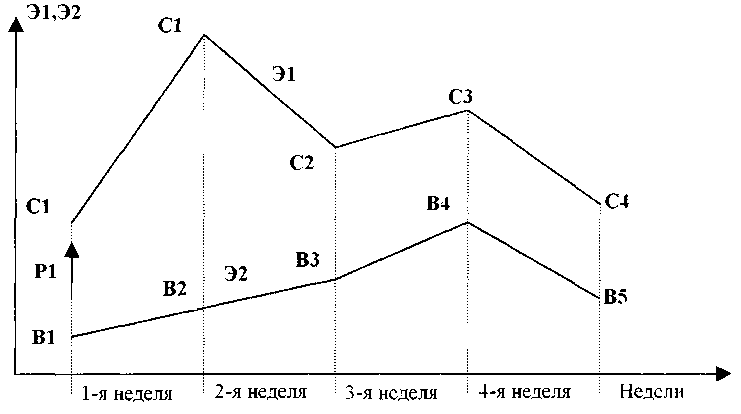 Э1,Э2
С1
Э1
С3
С2
С1
С4
В4
Р1
В3
Э2
В2
В5
В1
1-я неделя
2-я неделя
3-я неделя
4-я неделя
Недели